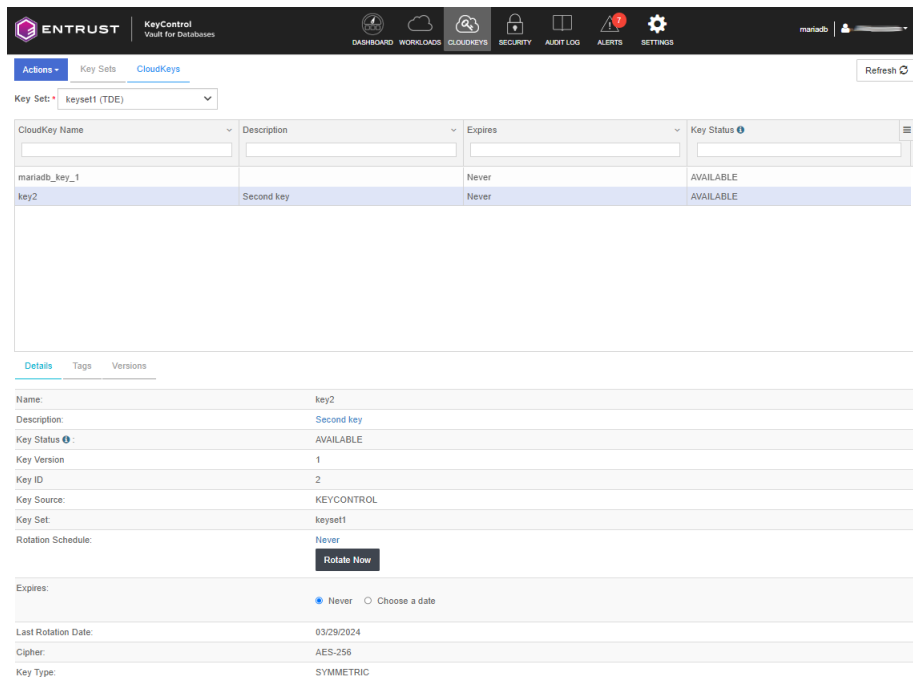 ENTRUST
KeyControl
Vault for Databases
DASHBOARD WORKLOADS CLOUDKEYS SECURITY AUDIT LOG ALERTS SETTINGS
7
mariadb
Actions Key Sets CloudKeys Refresh
Key Set: * keyset1 (TDE)
CloudKey Name Description Expires Key Status
mariadb_key_1 Never AVAILABLE
key2 Second key Never AVAILABLE
Details Tags Versions
Name: key2
Description: Second key
Key Status : AVAILABLE
Key Version 1
Key ID 2
Key Source: KEYCONTROL
Key Set: keyset1
Rotation Schedule: Never
Rotate Now
Expires: Never Choose a date
Last Rotation Date: 03/29/2024
Cipher: AES-256
Key Type: SYMMETRIC